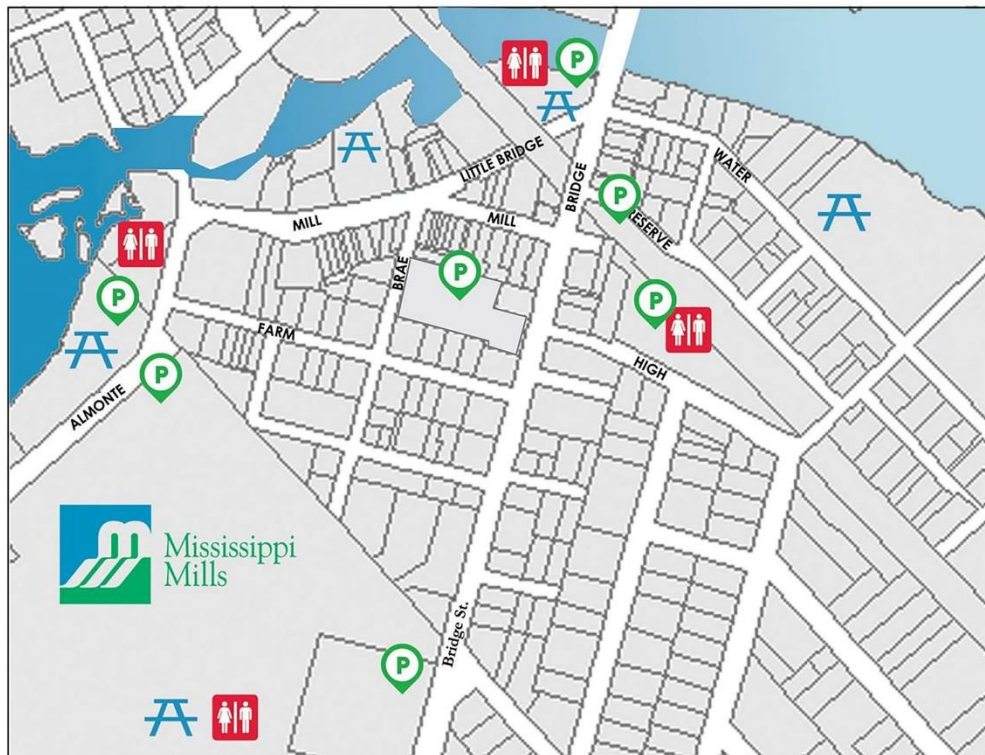 P
LITTLE BRIDGE
BRIDGE
WATER
P
RESERVE
MILL
MILL
BRAE
P
P
P
FARM
HIGH
P
ALMONTE
Mississippi
Mills
Bridge St.
P